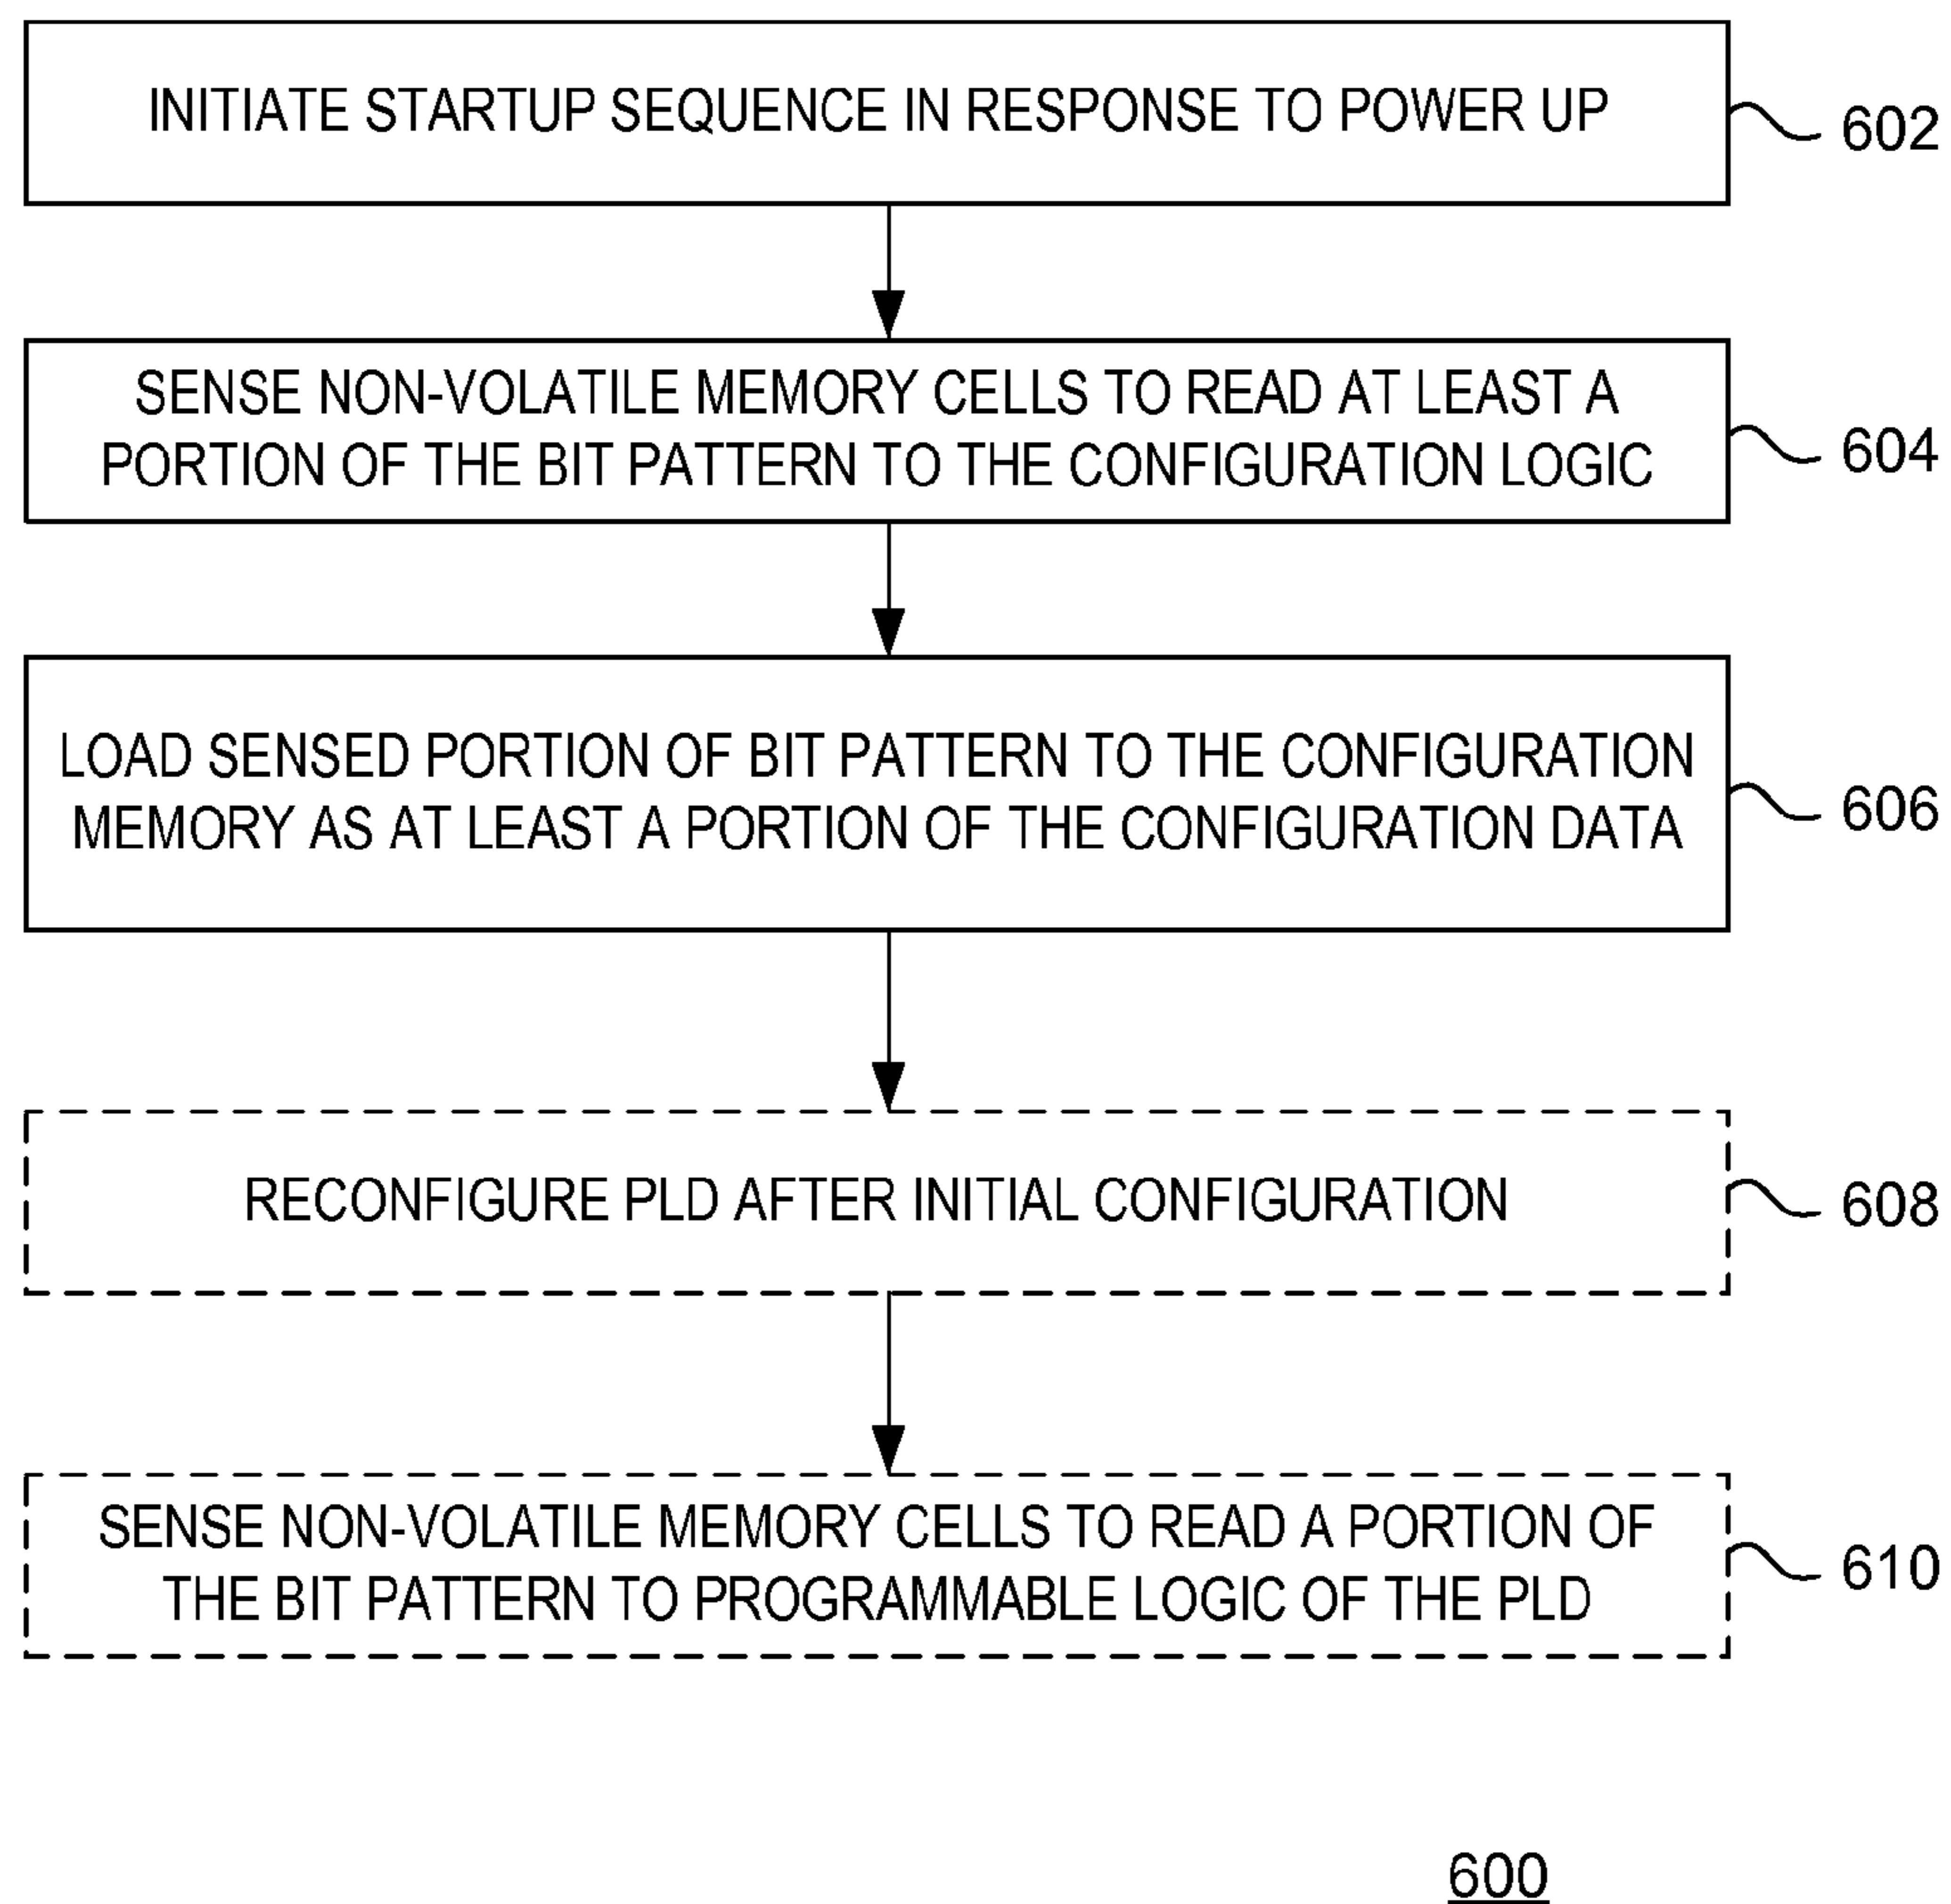 INITIATE STARTUP SEQUENCE IN RESPONSE TO POWER UP
602
SENSE NON-VOLATILE MEMORY CELLS TO READ AT LEAST A
PORTION OF THE BIT PATTERN TO THE CONFIGURATION LOGIC
604
LOAD SENSED PORTION OF BIT PATTERN TO THE CONFIGURATION
MEMORY AS AT LEAST A PORTION OF THE CONFIGURATION DATA
606
RECONFIGURE PLD AFTER INITIAL CONFIGURATION
608
SENSE NON-VOLATILE MEMORY CELLS TO READ A PORTION OF
THE BIT PATTERN TO PROGRAMMABLE LOGIC OF THE PLD
610
600